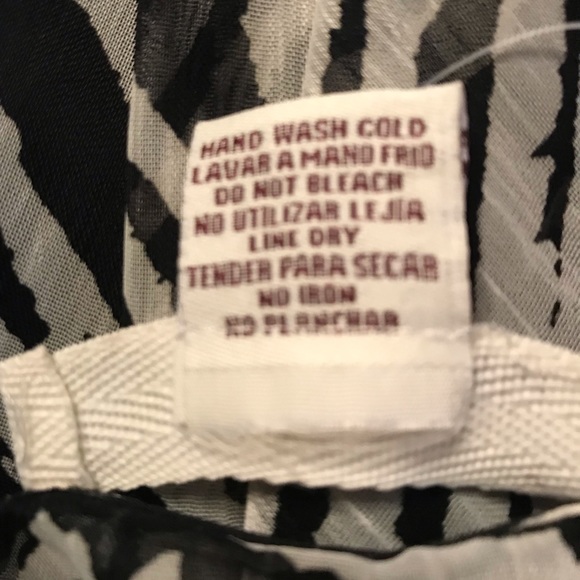 HAND WASH COLD
LAVAR A MANO FRIO
DO NOT BLEACH
NO UTILIZAR LEJÍA
LINE DRY
TENDER PARA SECAR
NO IRON
NO PLANCHAR